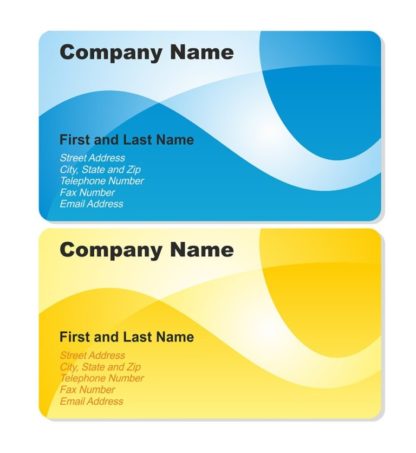 Company Name
First and Last Name
Street Address
City, State and Zip
Telephone Number
Fax Number
Email Address
Company Name
First and Last Name
Street Address
City, State and Zip
Telephone Number
Fax Number
Email Address